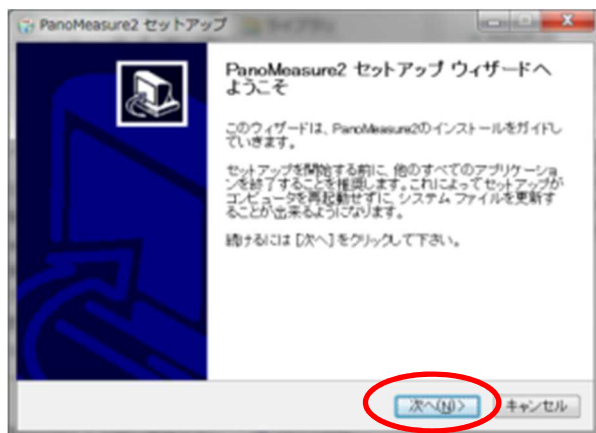 PanoMeasure2 セットアップ
PanoMeasure2 セットアップ ウィザードへ
ようこそ
このウィザードは、PanoMeasure2のインストールをガイドし
ていきます。
セットアップを開始する前に、他のすべてのアプリケーショ
ンを終了することを推奨します。これによってセットアップが
コンピュータを再起動せずに、システム ファイルを更新す
ることが出来るようになります。
続けるには [次へ] をクリックして下さい。
次へ(N)>
キャンセル